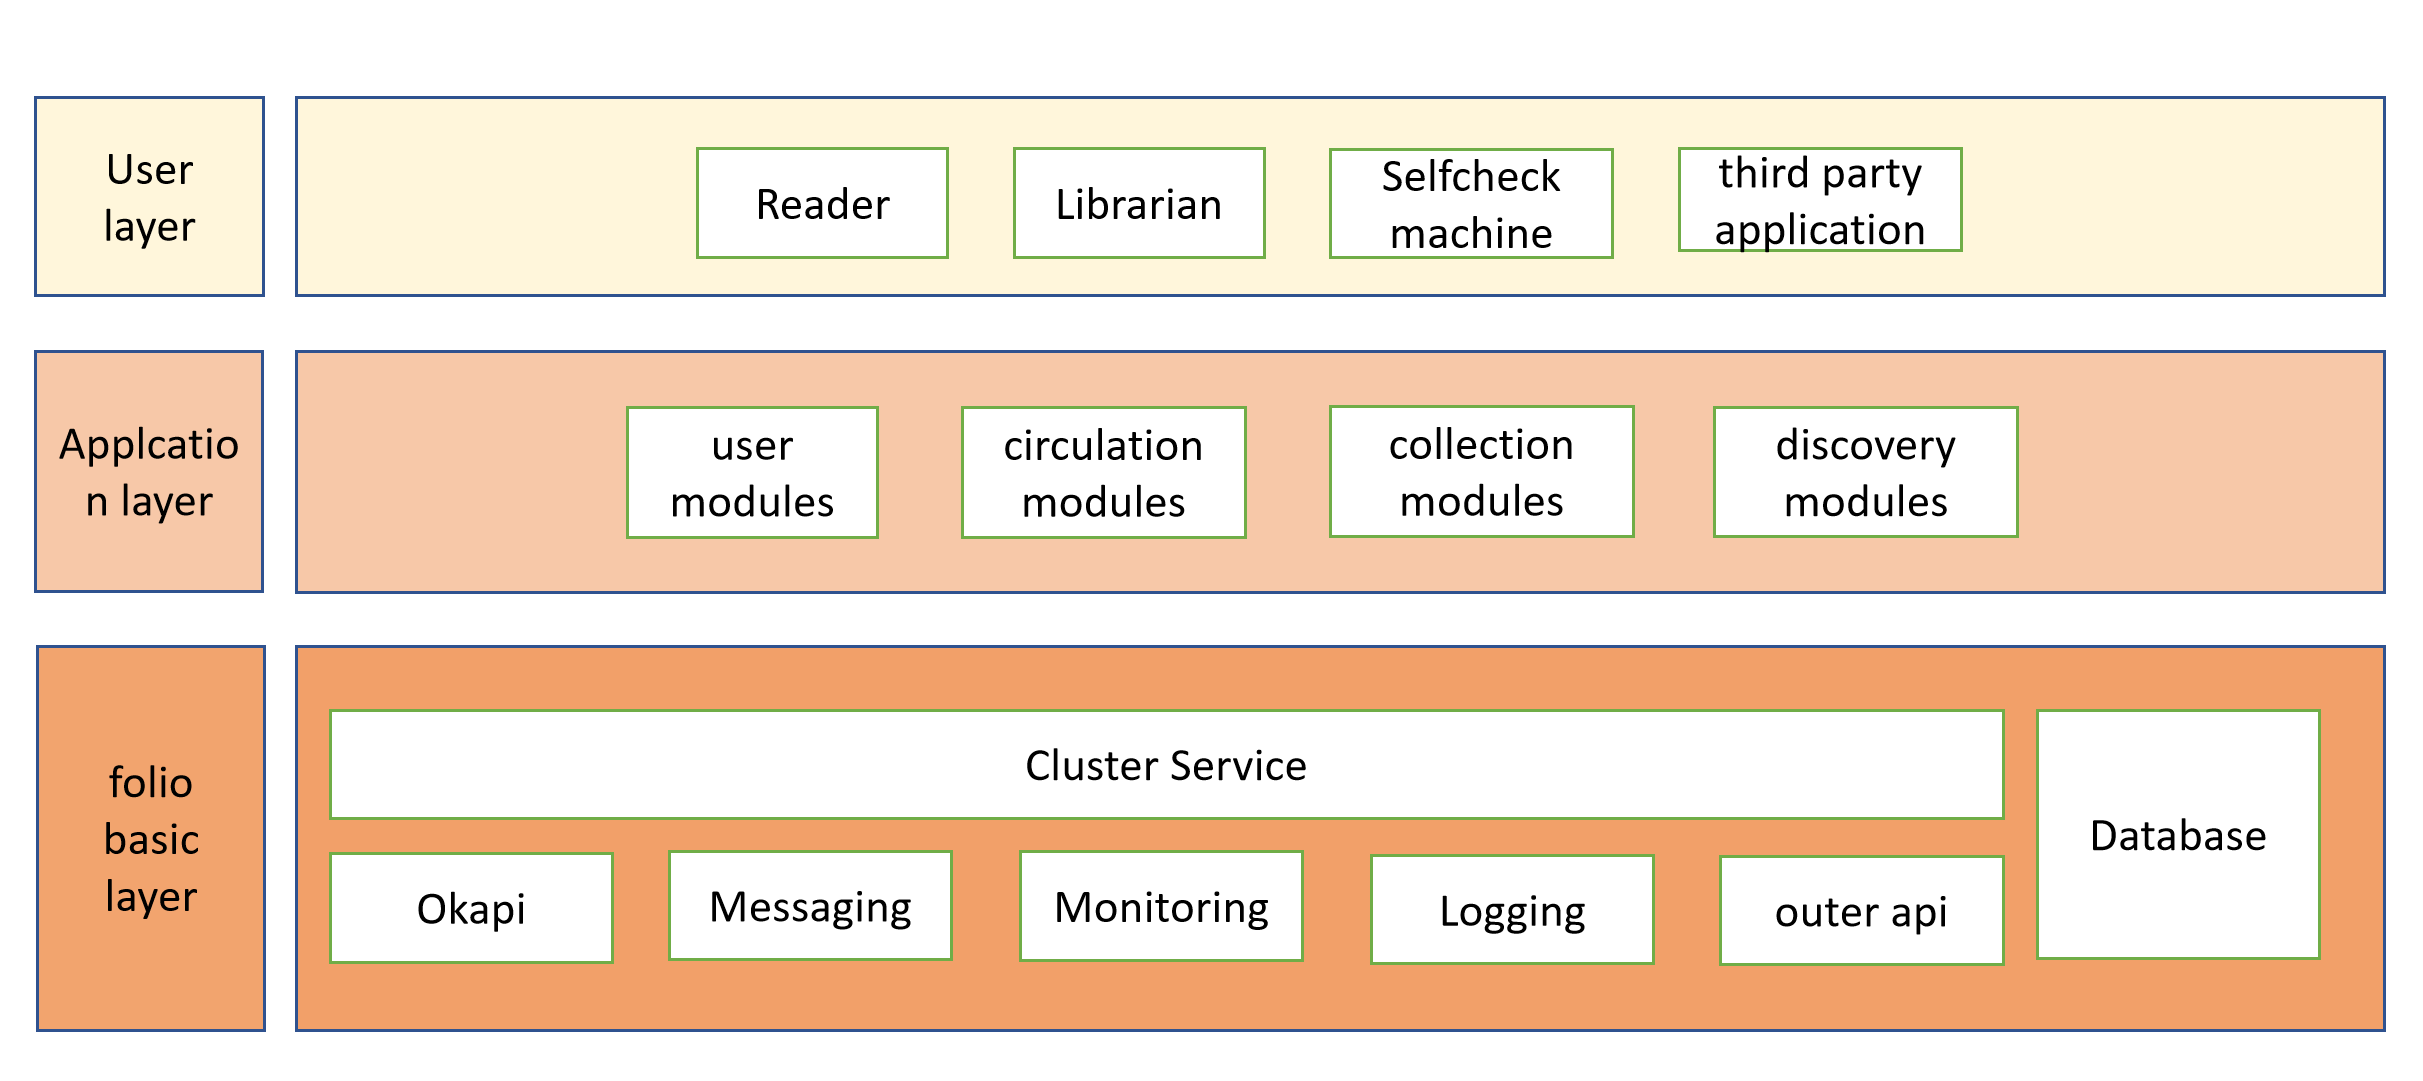 User
layer
Reader
Librarian
Selfcheck
machine
third party
application
Applcatio
n layer
user
modules
circulation
modules
collection
modules
discovery
modules
folio
basic
layer
Cluster Service
Database
Okapi
Messaging
Monitoring
Logging
outer api